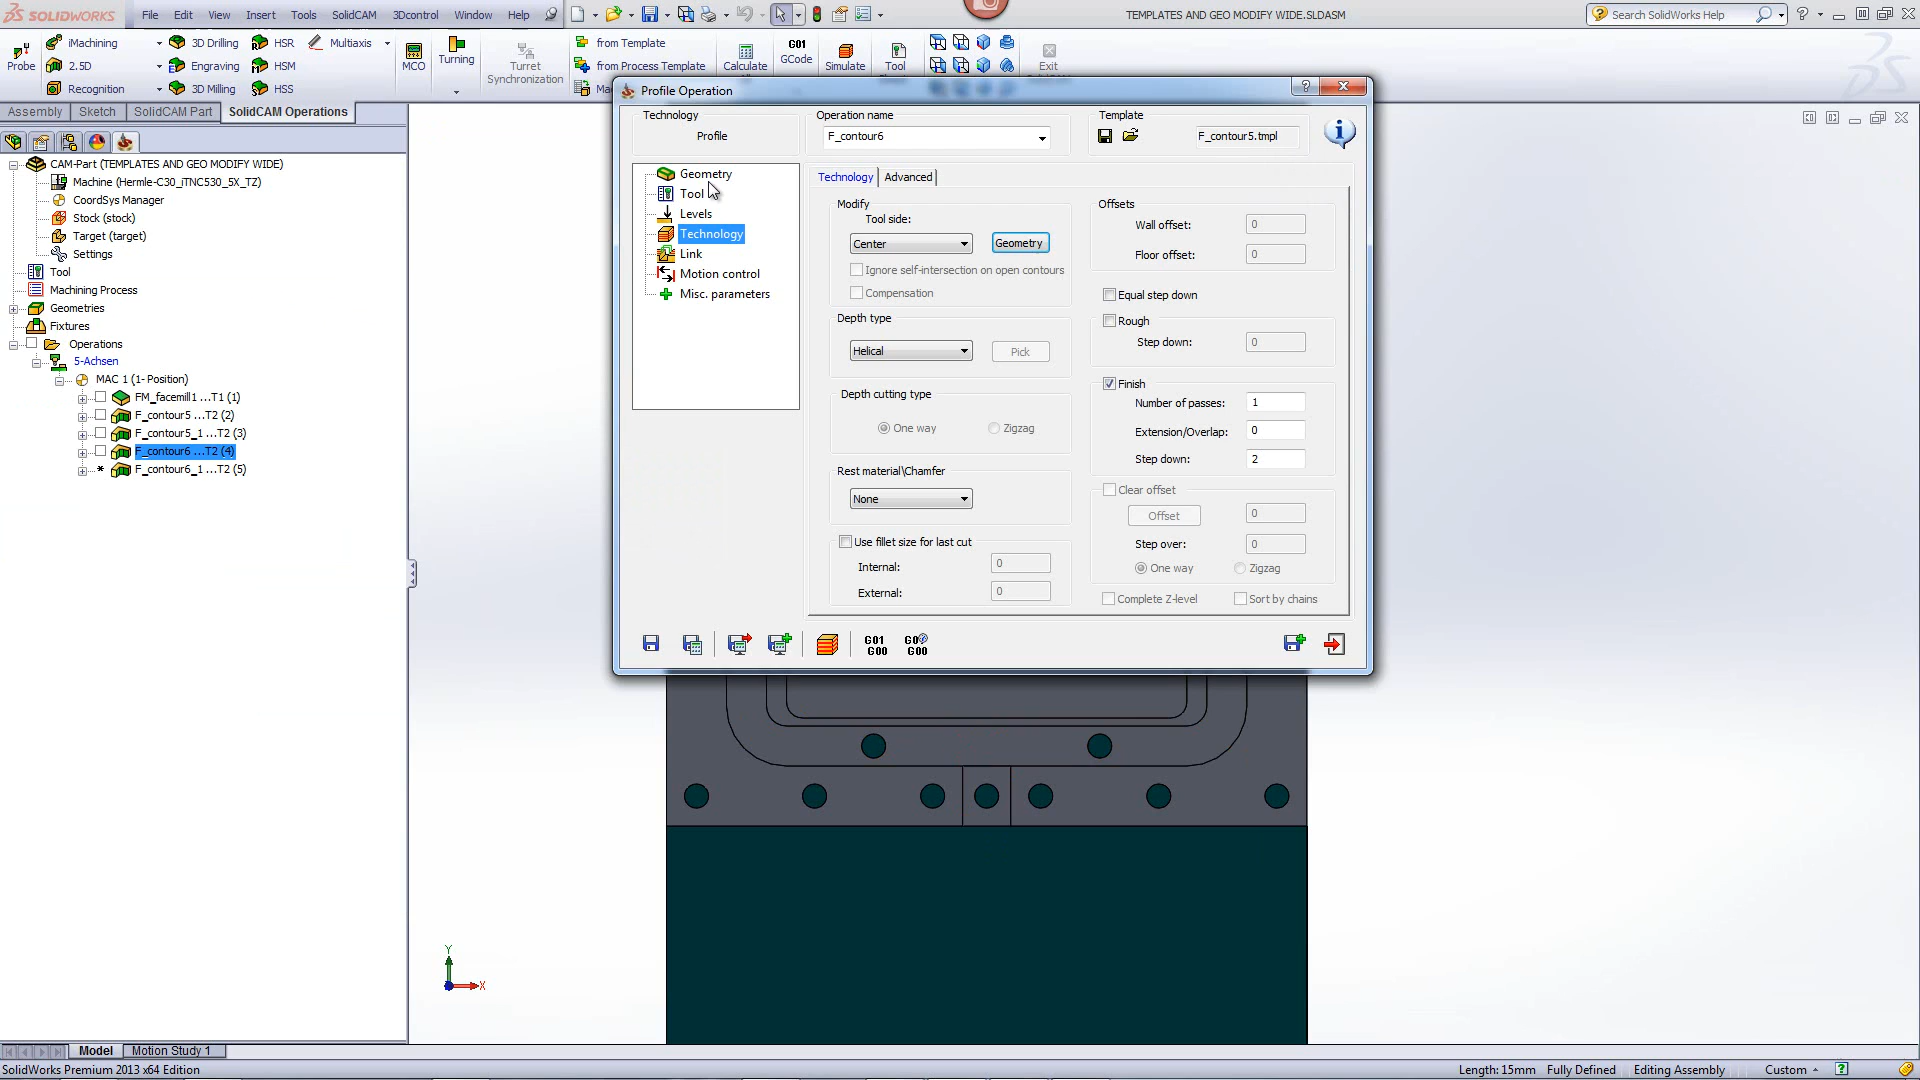 SOLIDWORKS
File Edit View Insert Tools SolidCAM 3Dcontrol Window Help
TEMPLATES AND GEO MODIFY WIDE.SLDASM
Search SolidWorks Help
Probe
iMachining
2.5D
Recognition
3D Drilling
Engraving
3D Milling
HSR
HSM
HSS
Multiaxis
MCO
Turning
Turret
Synchronization
from Template
from Process Template
Calculate
G01
GCode
Simulate
Tool
Exit
Assembly Sketch SolidCAM Part SolidCAM Operations
CAM-Part (TEMPLATES AND GEO MODIFY WIDE)
Machine (Hermle-C30_iTNC530_5X_TZ)
CoordSys Manager
Stock (stock)
Target (target)
Settings
Tool
Machining Process
Geometries
Fixtures
Operations
5-Achsen
MAC 1 (1- Position)
FM_facemill1 ...T1 (1)
F_contour5 ...T2 (2)
F_contour5_1 ...T2 (3)
F_contour6 ...T2 (4)
F_contour6_1 ...T2 (5)
Profile Operation
Technology
Profile
Operation name
F_contour6
Template
F_contour5.tmpl
Geometry
Tool
Levels
Technology
Link
Motion control
Misc. parameters
Technology Advanced
Modify
Tool side:
Center Geometry
Ignore self-intersection on open contours
Compensation
Depth type
Helical Pick
Depth cutting type
One way Zigzag
Rest material\Chamfer
None
Use fillet size for last cut
Internal: 0
External: 0
Offsets
Wall offset: 0
Floor offset: 0
Equal step down
Rough
Step down: 0
Finish
Number of passes: 1
Extension/Overlap: 0
Step down: 2
Clear offset
Offset 0
Step over: 0
One way Zigzag
Complete Z-level Sort by chains
G01
G00
G00
Y
X
Model Motion Study 1
SolidWorks Premium 2013 x64 Edition
Length: 15mm Fully Defined Editing Assembly Custom